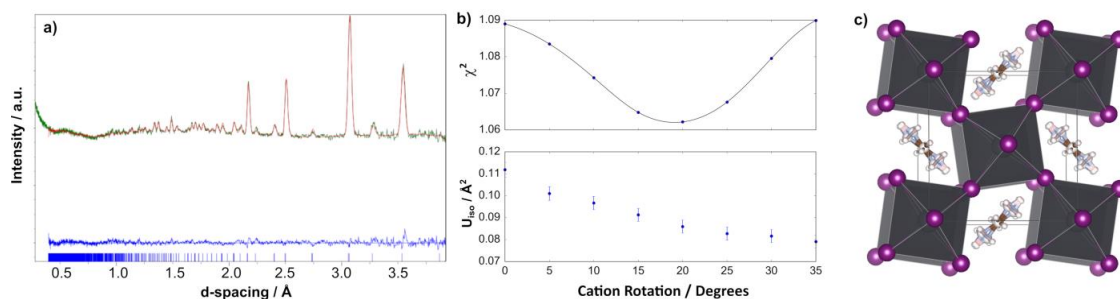 a)
Intensity / a.u.
0.5 1.0 1.5 2.0 2.5 3.0 3.5
d-spacing / Å
b)
χ²
1.09
1.08
1.07
1.06
Uiso / Å²
0.12
0.11
0.10
0.09
0.08
0.07
0 5 10 15 20 25 30 35
Cation Rotation / Degrees
c)